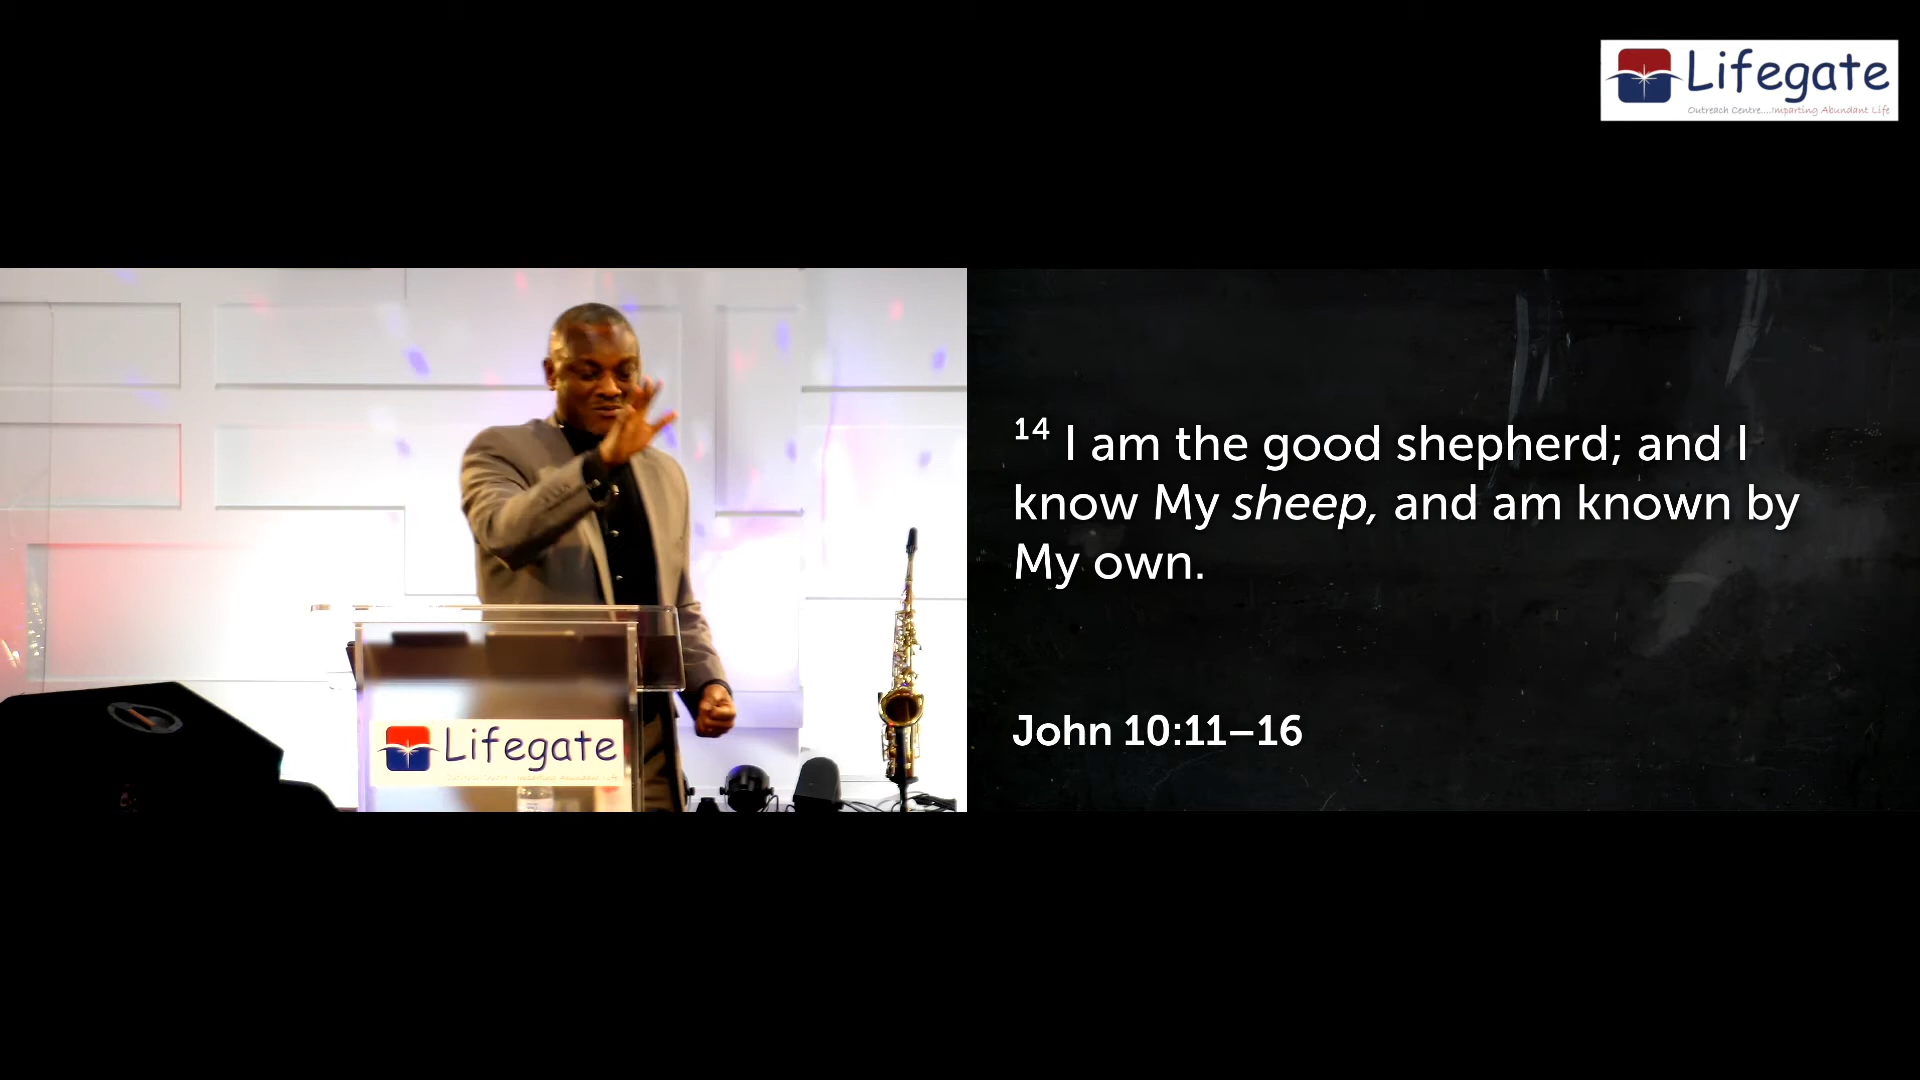 Lifegate
Outreach Centre....Imparting Abundant Life
14 I am the good shepherd; and I
know My sheep, and am known by
My own.
John 10:11–16
Lifegate